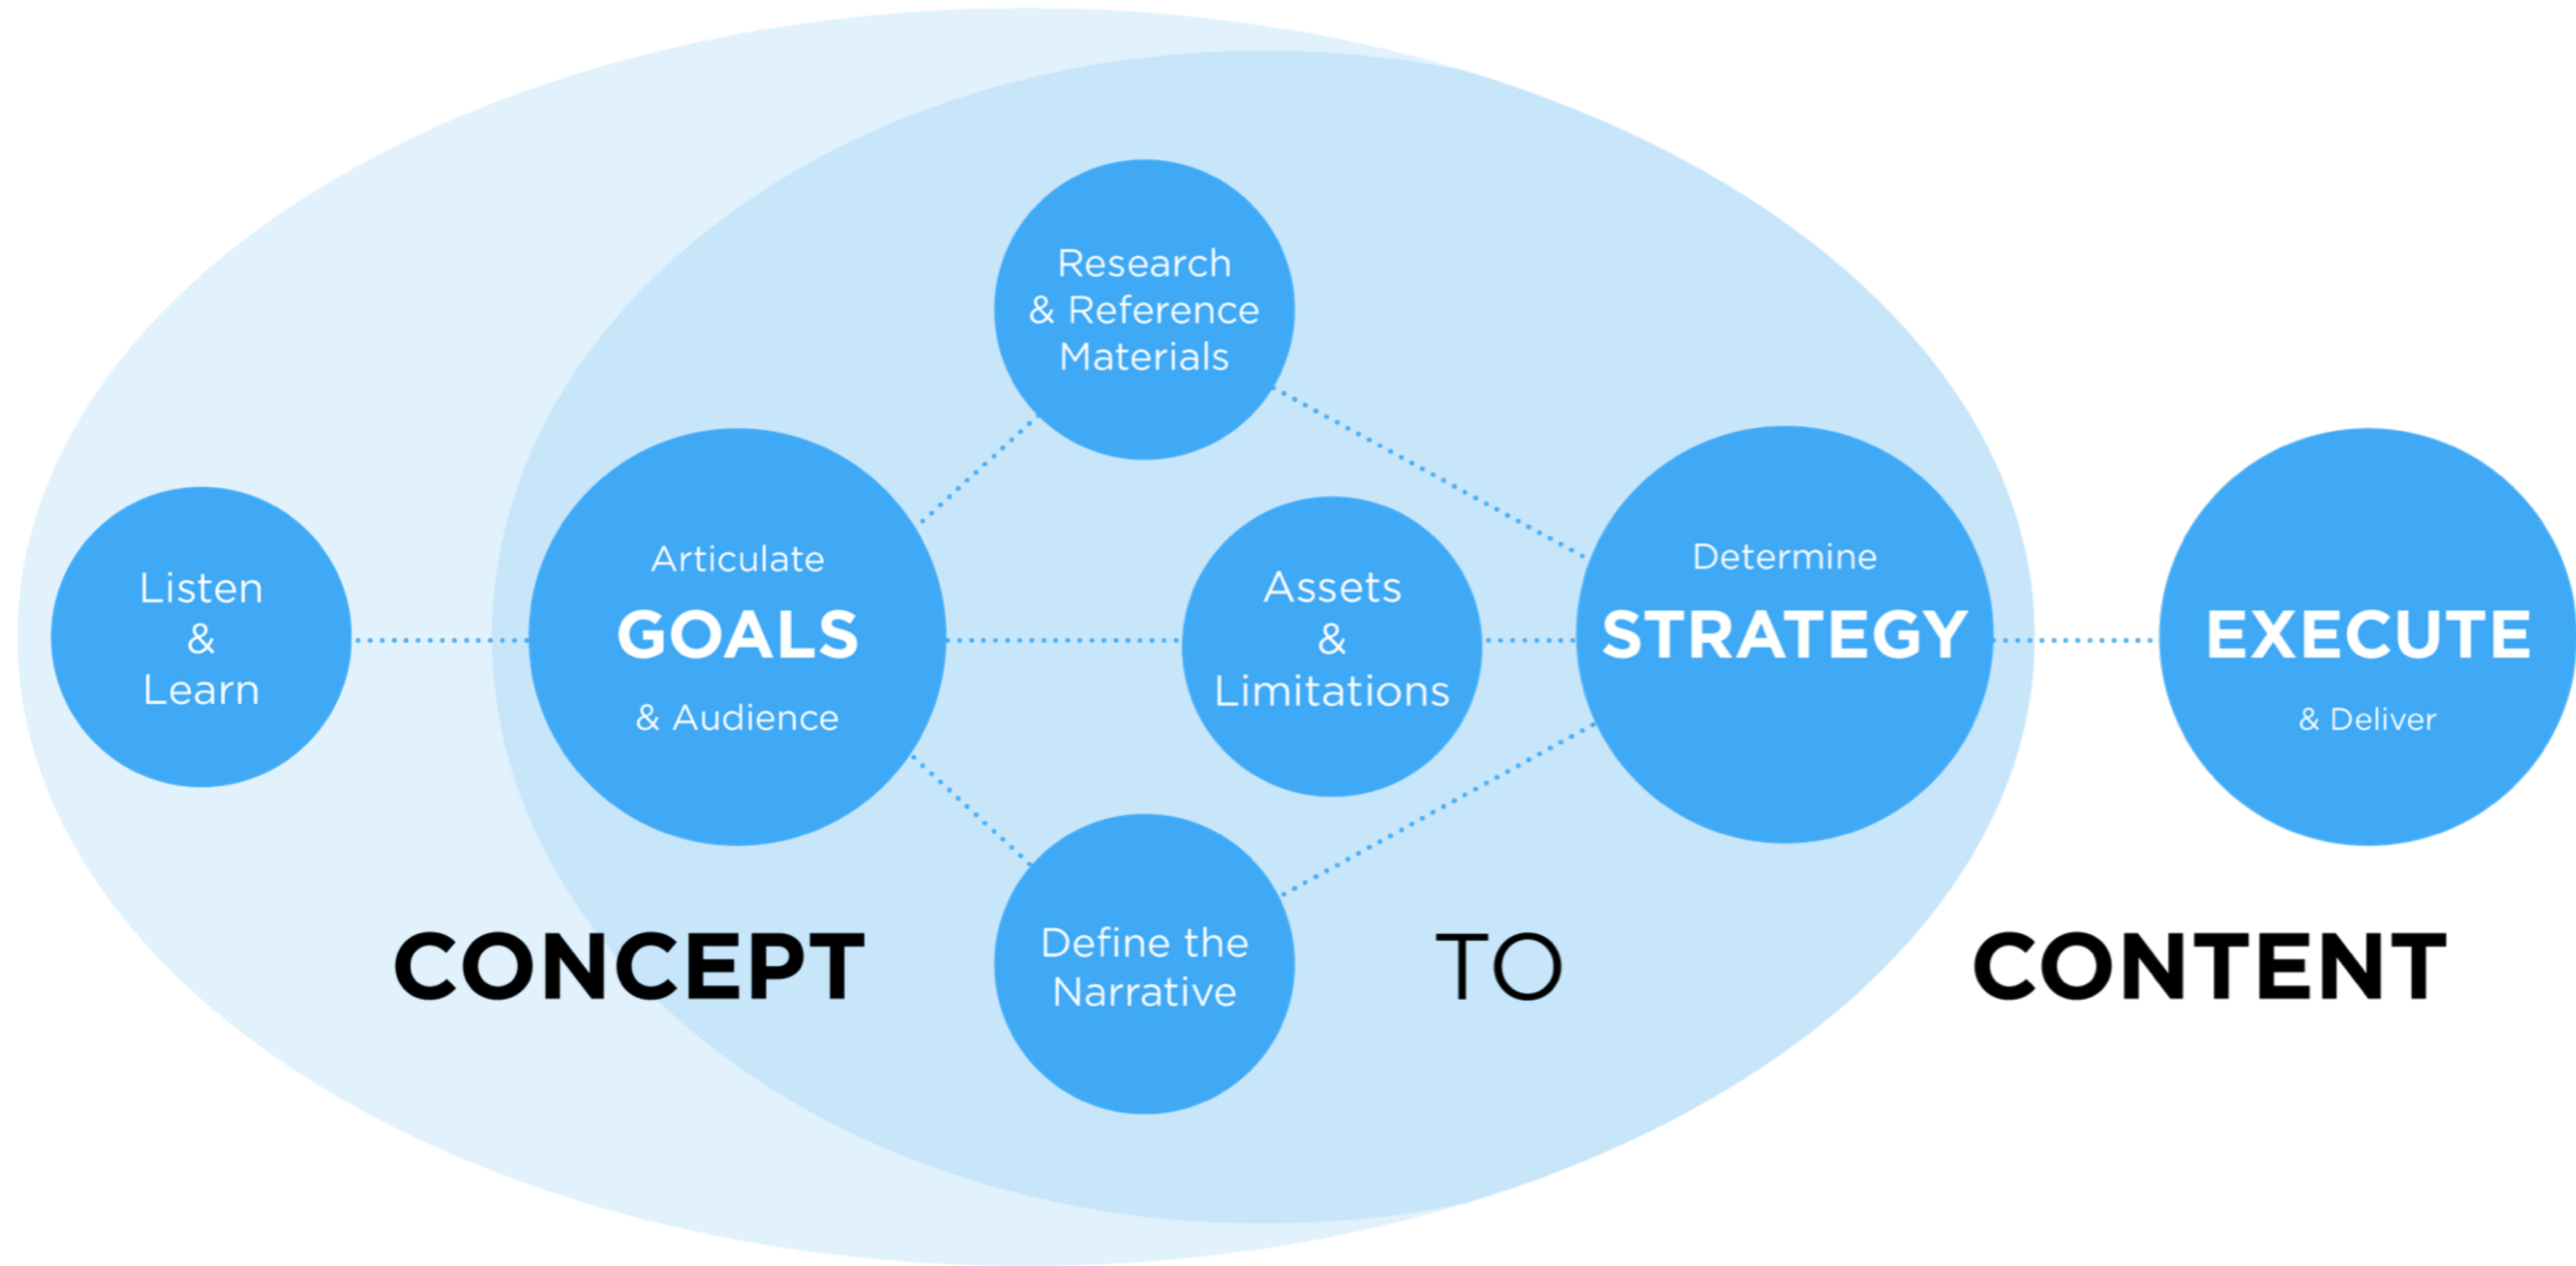 Listen
&
Learn
Articulate
GOALS
& Audience
Research
& Reference
Materials
Assets
&
Limitations
Define the
Narrative
Determine
STRATEGY
EXECUTE
& Deliver
CONCEPT TO CONTENT